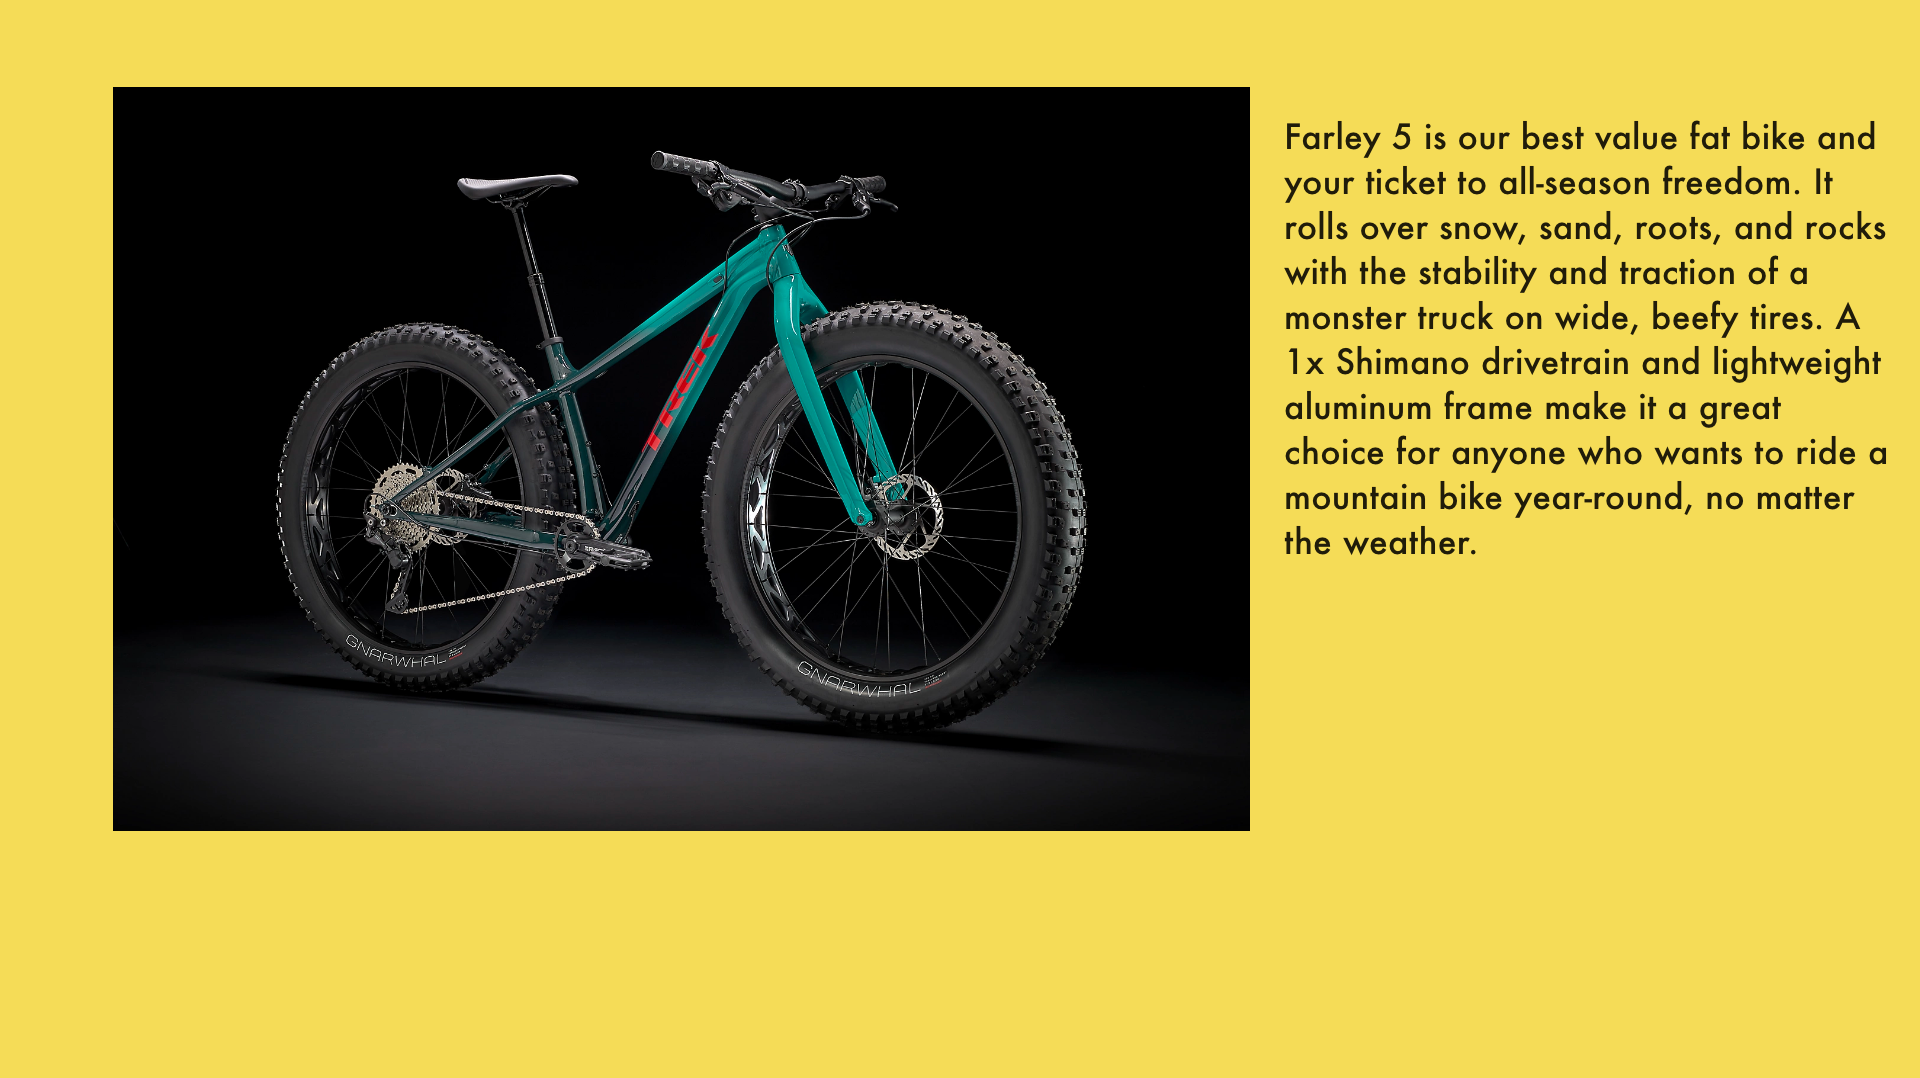 Farley 5 is our best value fat bike and
your ticket to all-season freedom. It
rolls over snow, sand, roots, and rocks
with the stability and traction of a
monster truck on wide, beefy tires. A
1x Shimano drivetrain and lightweight
aluminum frame make it a great
choice for anyone who wants to ride a
mountain bike year-round, no matter
the weather.
TREK
GNARWHAL
GNARWHAL